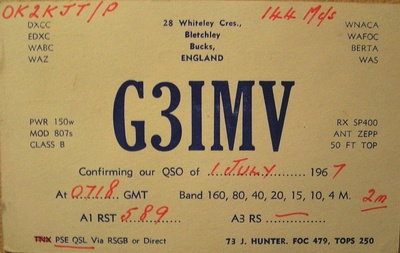 OK2KJT/P
144 Mc/s
DXCC
EDXC
WABC
WAZ
28 Whiteley Cres.,
Bletchley
Bucks,
ENGLAND
WNACA
WAFOC
BERTA
WAS
G3IMV
PWR 150w
MOD 807s
CLASS B
RX SP400
ANT ZEPP
50 FT TOP
Confirming our QSO of 1 JULY 1967
At 0718 GMT Band 160, 80, 40, 20, 15, 10, 4 M. 2m
A1 RST 589 A3 RS —
TNX PSE QSL Via RSGB or Direct 73 J. HUNTER. FOC 479, TOPS 250